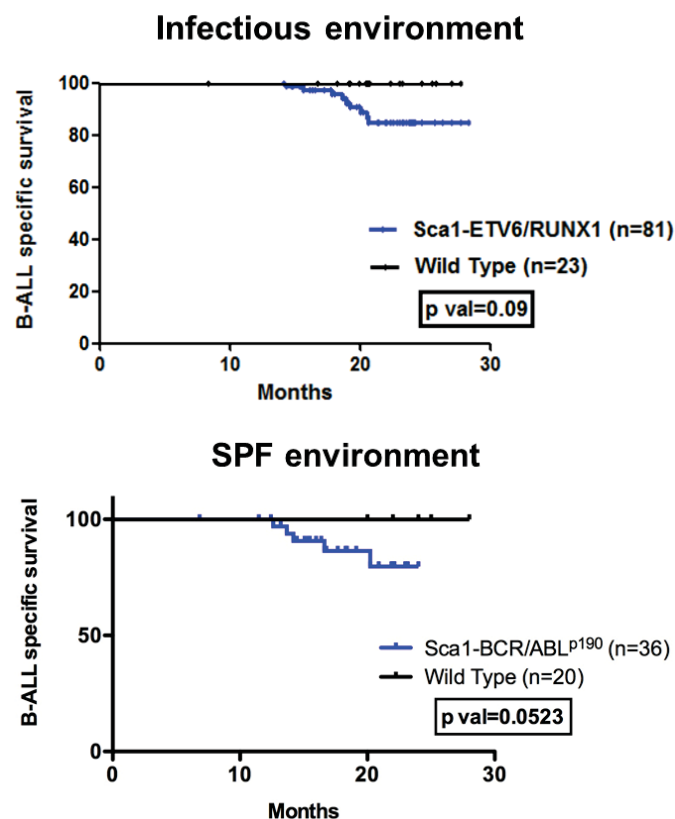 Infectious environment
B-ALL specific survival
100
80
60
40
20
0
0 10 20 30
Months
Sca1-ETV6/RUNX1 (n=81)
Wild Type (n=23)
p val=0.09
SPF environment
B-ALL specific survival
100
50
0
0 10 20 30
Months
Sca1-BCR/ABLp190 (n=36)
Wild Type (n=20)
p val=0.0523